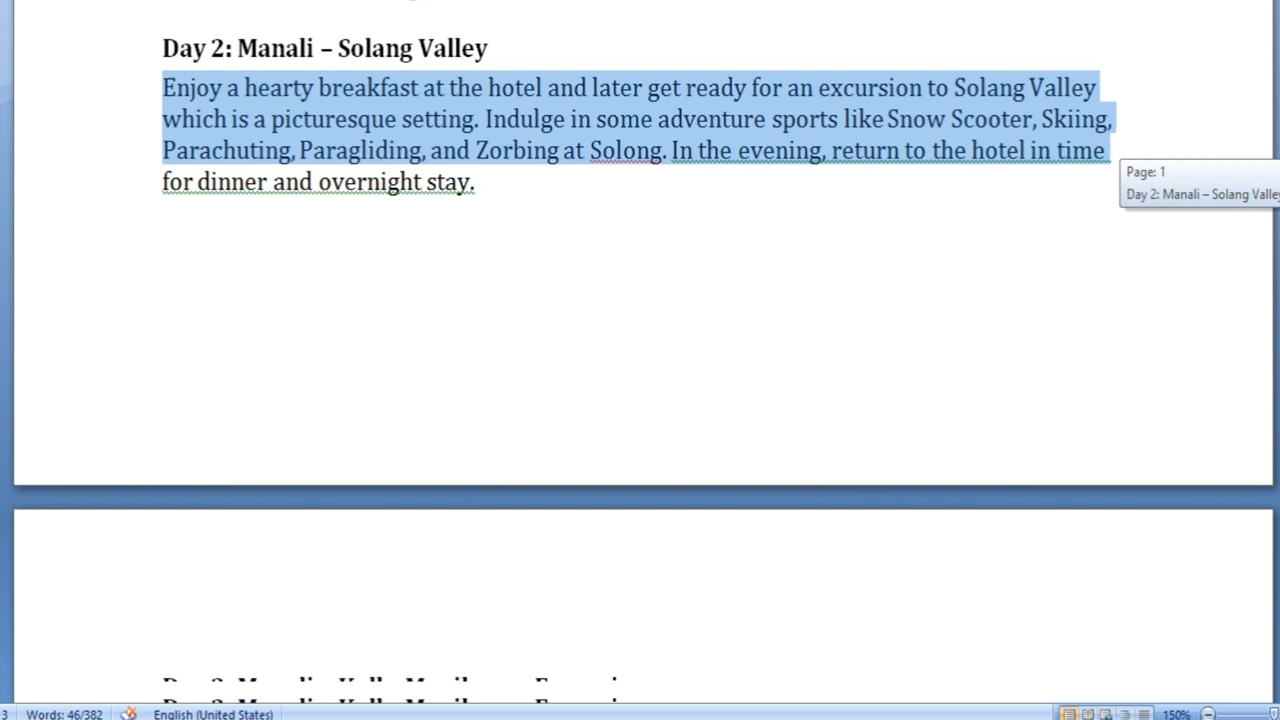 Day 2: Manali – Solang Valley
Enjoy a hearty breakfast at the hotel and later get ready for an excursion to Solang Valley
which is a picturesque setting. Indulge in some adventure sports like Snow Scooter, Skiing,
Parachuting, Paragliding, and Zorbing at Solong. In the evening, return to the hotel in time
Page: 1
for dinner and overnight stay.
Day 2: Manali – Solang Valley
3 Words: 46/382 English (United States) 150%